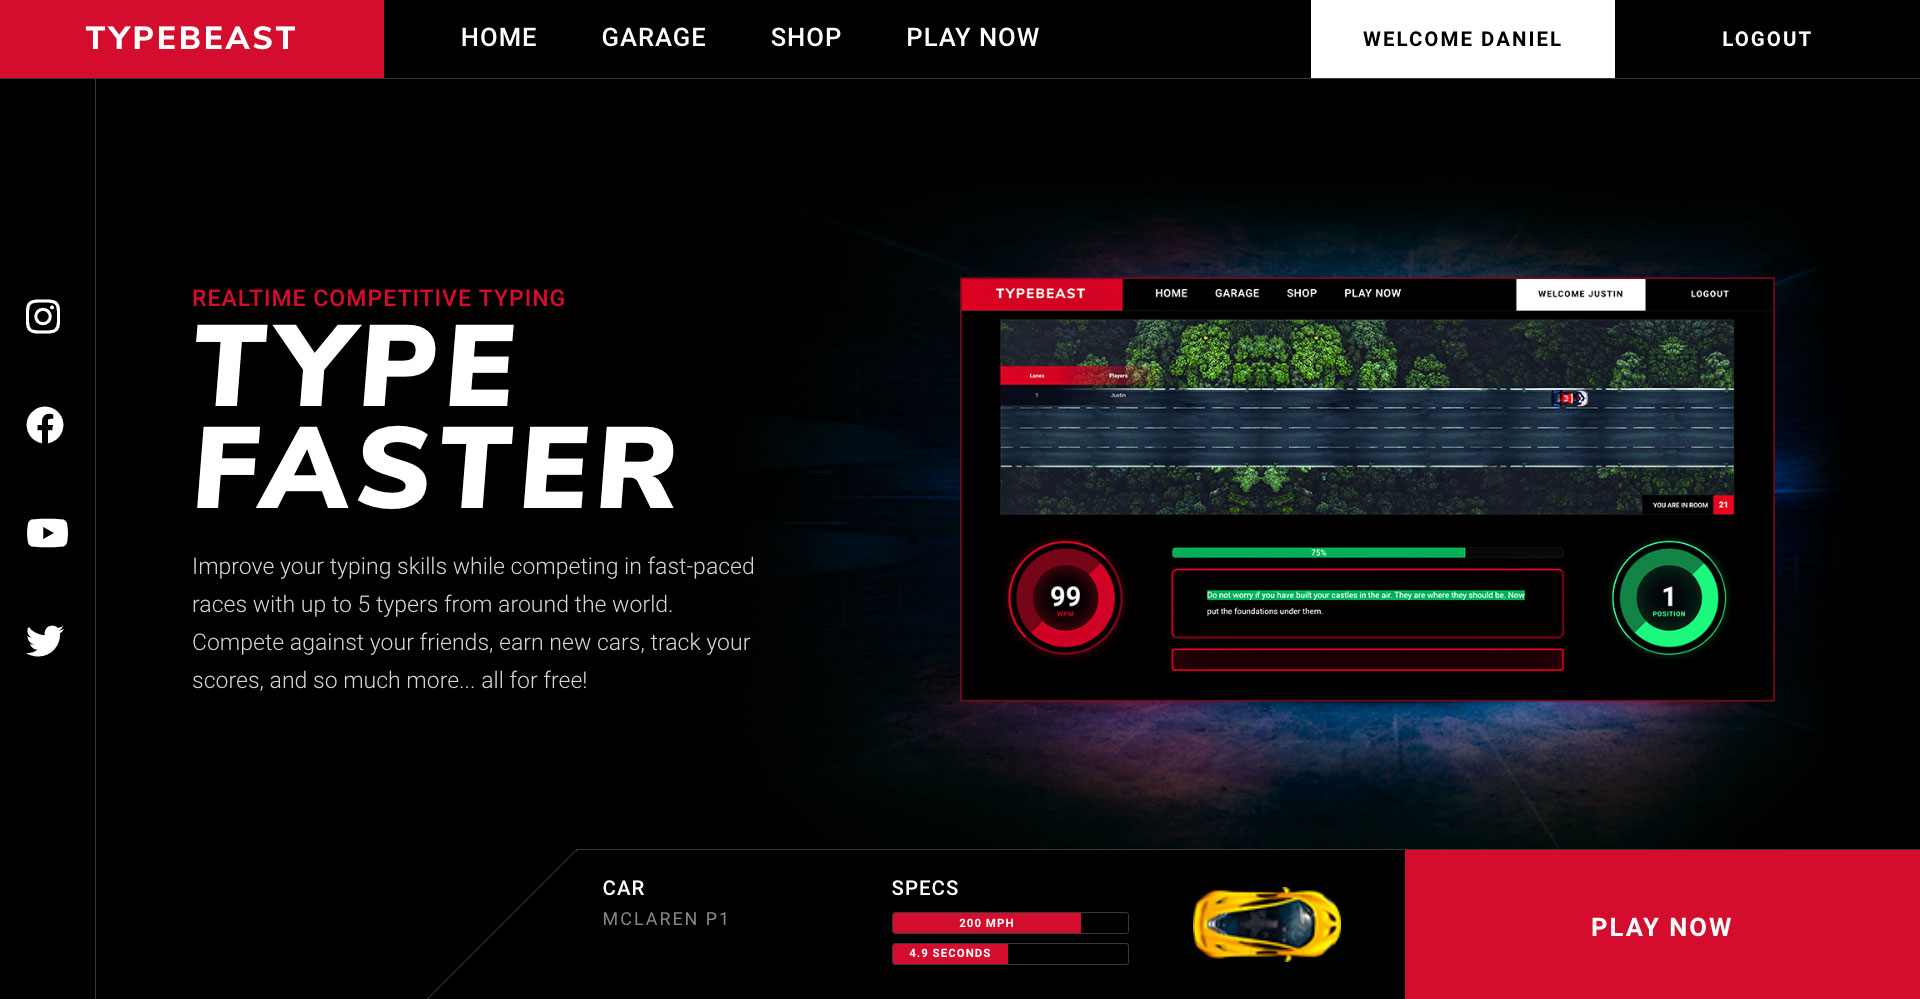 TYPEBEAST
HOME GARAGE SHOP PLAY NOW
WELCOME DANIEL
LOGOUT
REALTIME COMPETITIVE TYPING
TYPE
FASTER
Improve your typing skills while competing in fast-paced
races with up to 5 typers from around the world.
Compete against your friends, earn new cars, track your
scores, and so much more... all for free!
TYPEBEAST
HOME GARAGE SHOP PLAY NOW
WELCOME JUSTIN
LOGOUT
Lanes Players
1 Justin
3
YOU ARE IN ROOM 21
99
WPM
75%
Do not worry if you have built your castles in the air. They are where they should be. Now
put the foundations under them.
1
POSITION
CAR
MCLAREN P1
SPECS
200 MPH
4.9 SECONDS
PLAY NOW